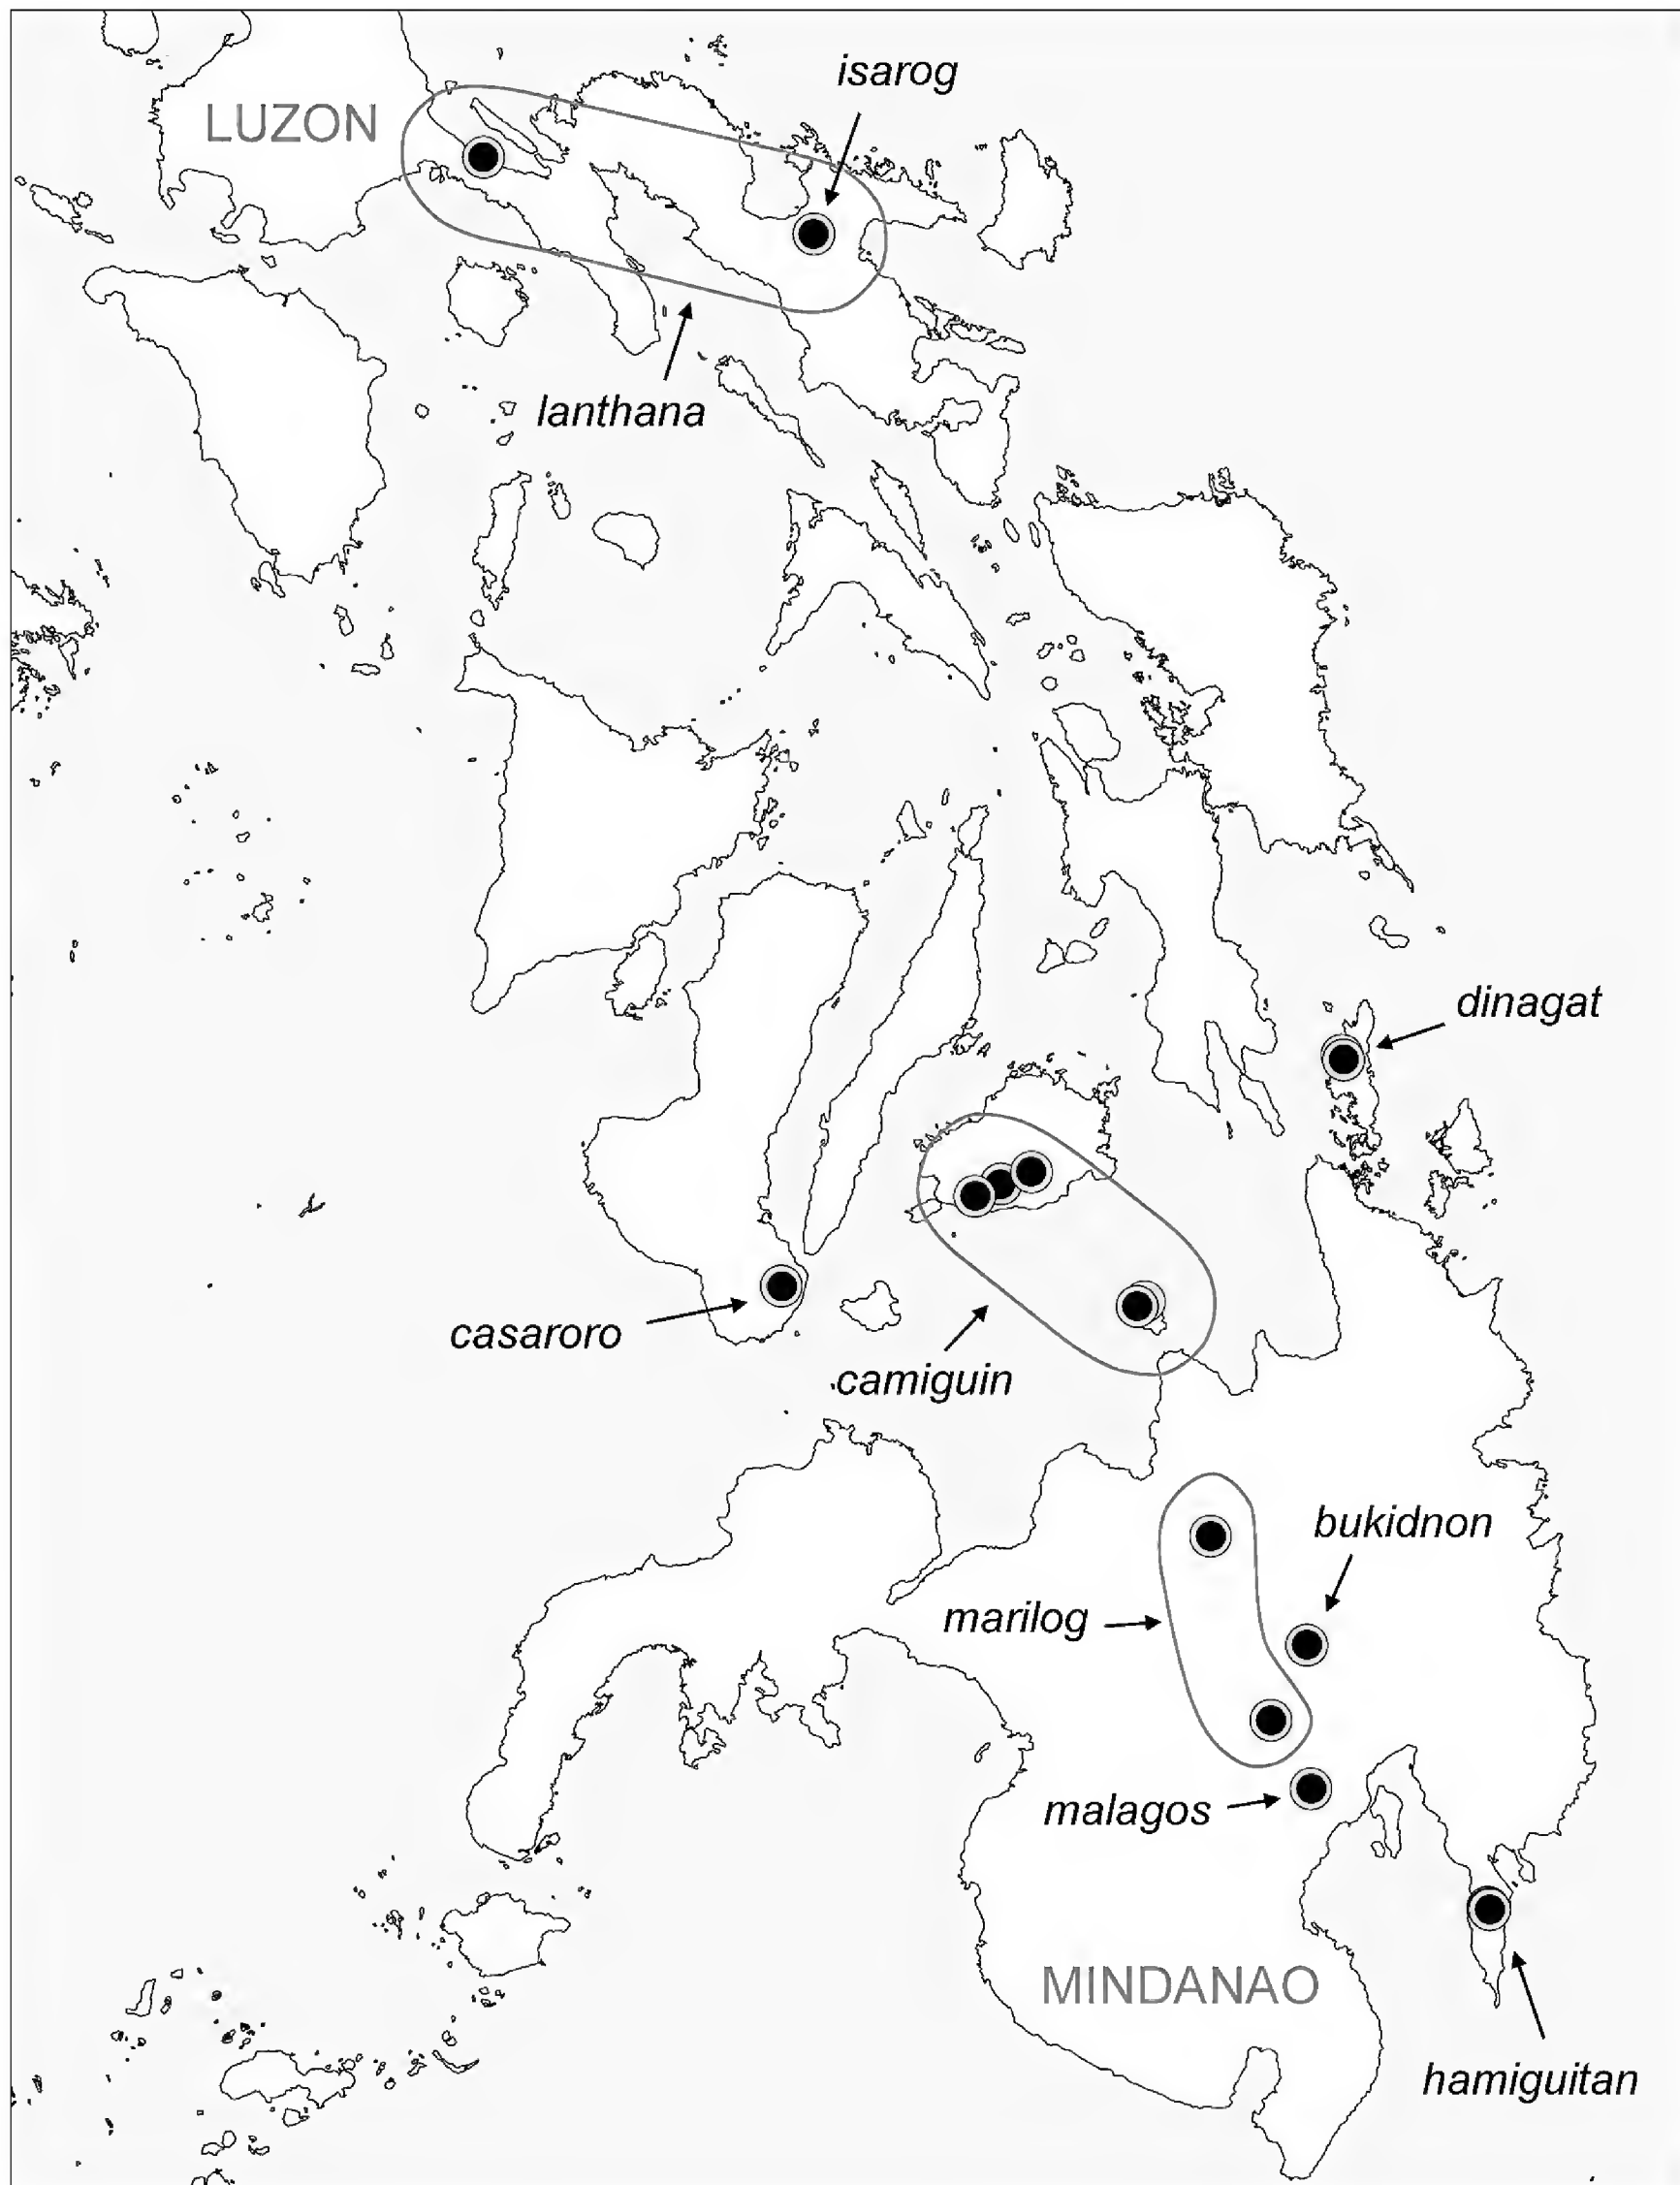 isarog
LUZON
lanthana
dinagat
casaroro
camiguin
bukidnon
marilog
malagos
MINDANAO
hamiguitan